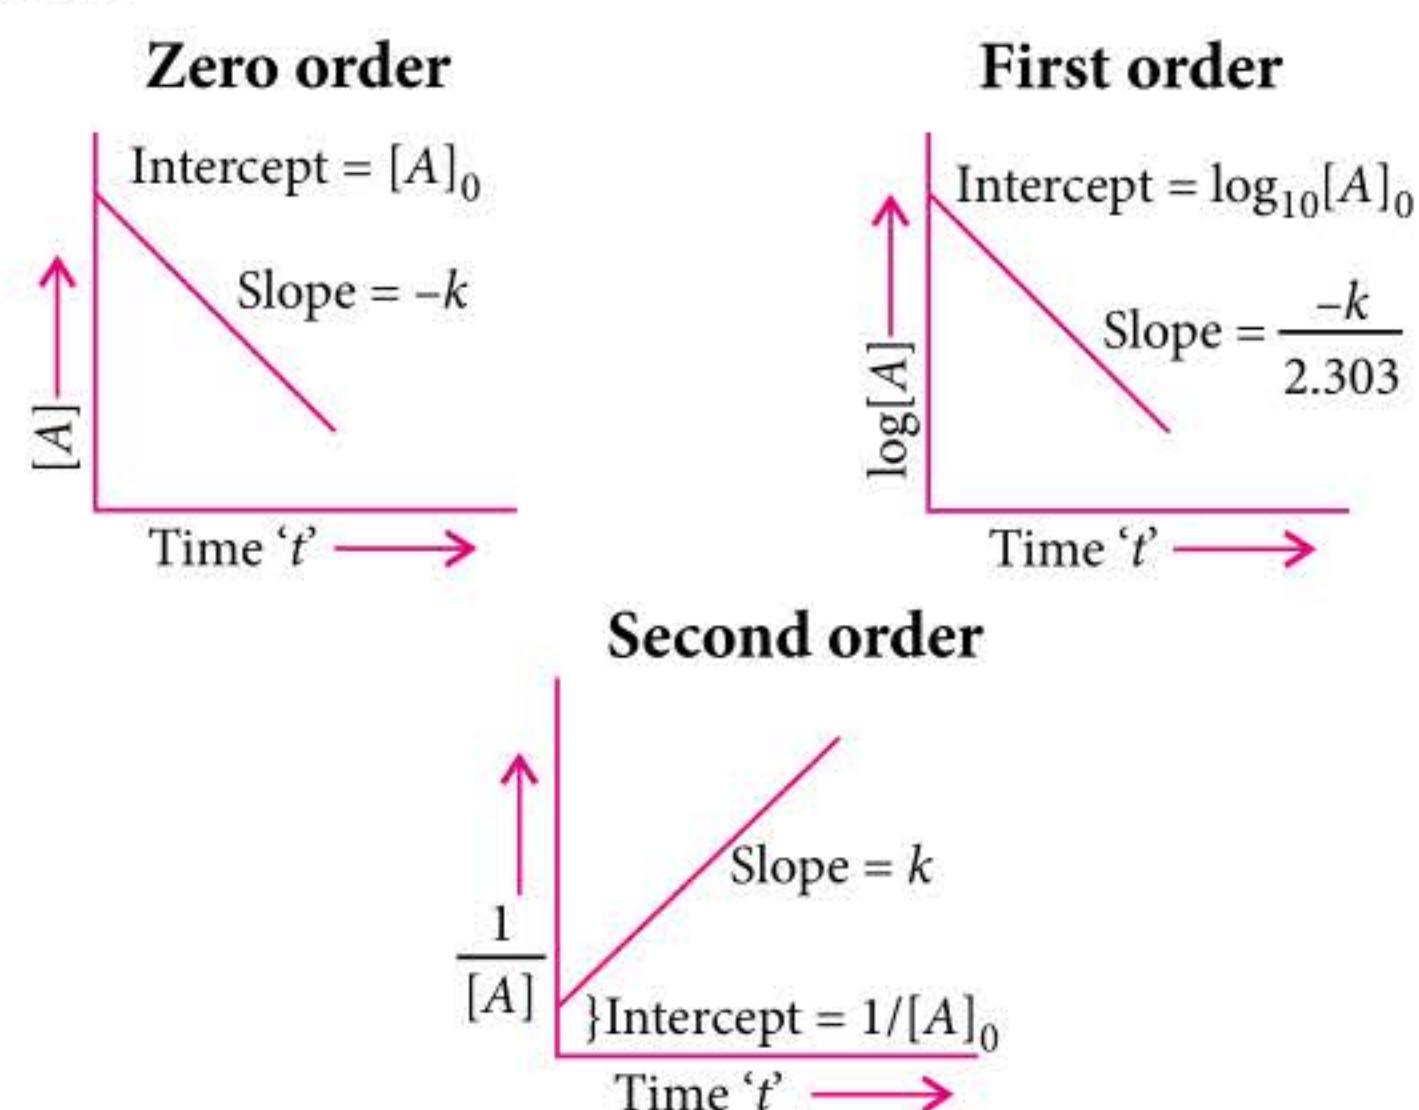 Zero order
Intercept = [A]₀
Slope = –k
[A]
Time ‘t’
First order
Intercept = log₁₀[A]₀
Slope = –k/2.303
log[A]
Time ‘t’
Second order
Slope = k
1/[A]
}Intercept = 1/[A]₀
Time ‘t’